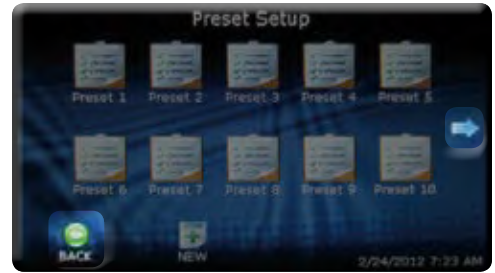 Preset Setup
Preset 1 Preset 2 Preset 3 Preset 4 Preset 5
Preset 6 Preset 7 Preset 8 Preset 9 Preset 10
BACK NEW
2/24/2012 7:23 AM